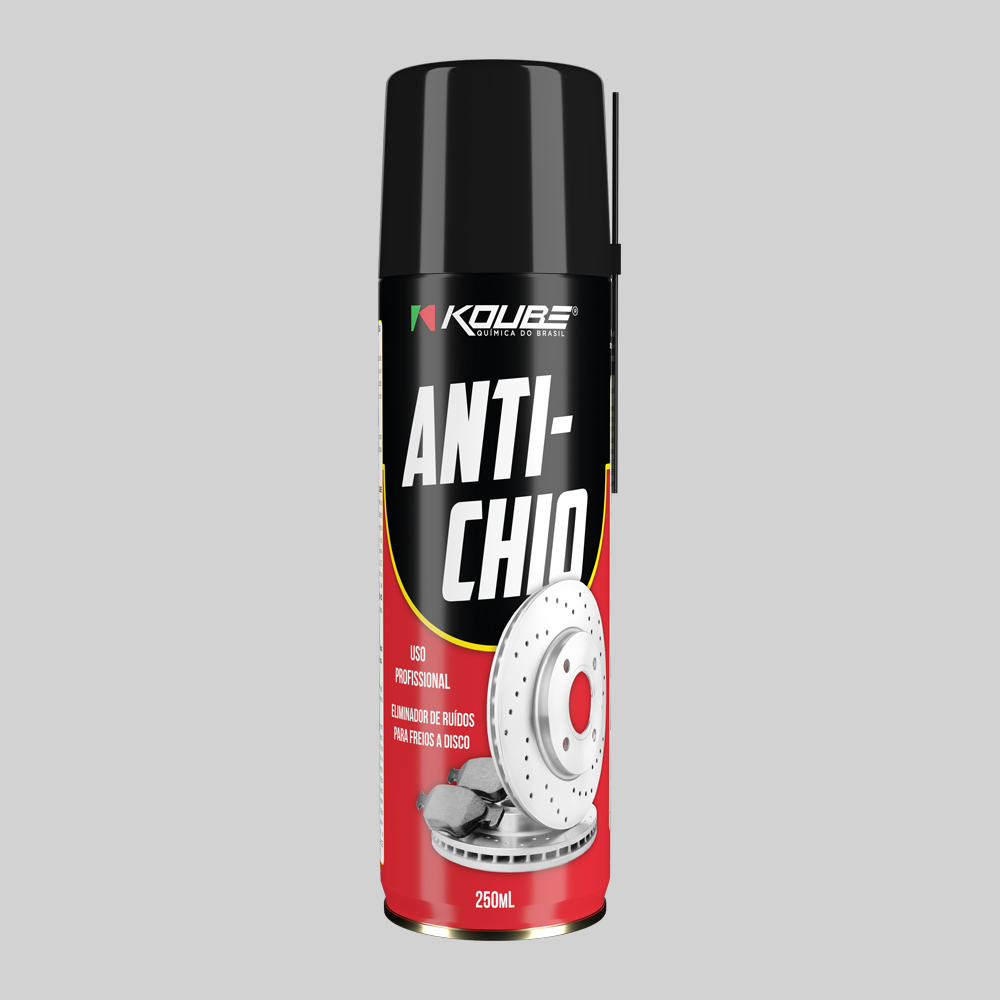 KOUBE®
QUÍMICA DO BRASIL
ANTI-
CHIO
USO
PROFISSIONAL
ELIMINADOR DE RUÍDOS
PARA FREIOS A DISCO
250mL